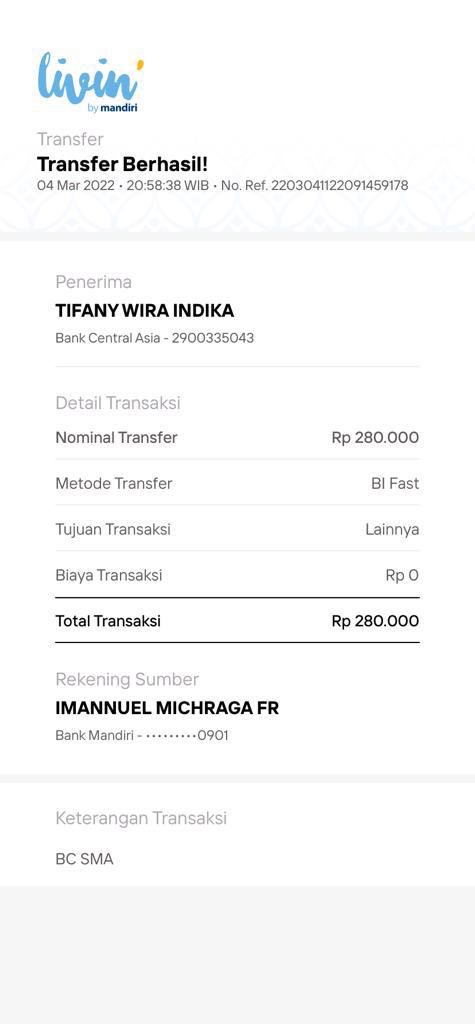 livin'
by mandiri
Transfer
Transfer Berhasil!
04 Mar 2022 • 20:58:38 WIB • No. Ref. 2203041122091459178
Penerima
TIFANY WIRA INDIKA
Bank Central Asia - 2900335043
Detail Transaksi
Nominal Transfer Rp 280.000
Metode Transfer BI Fast
Tujuan Transaksi Lainnya
Biaya Transaksi Rp 0
Total Transaksi Rp 280.000
Rekening Sumber
IMANNUEL MICHRAGA FR
Bank Mandiri - •••••••••0901
Keterangan Transaksi
BC SMA